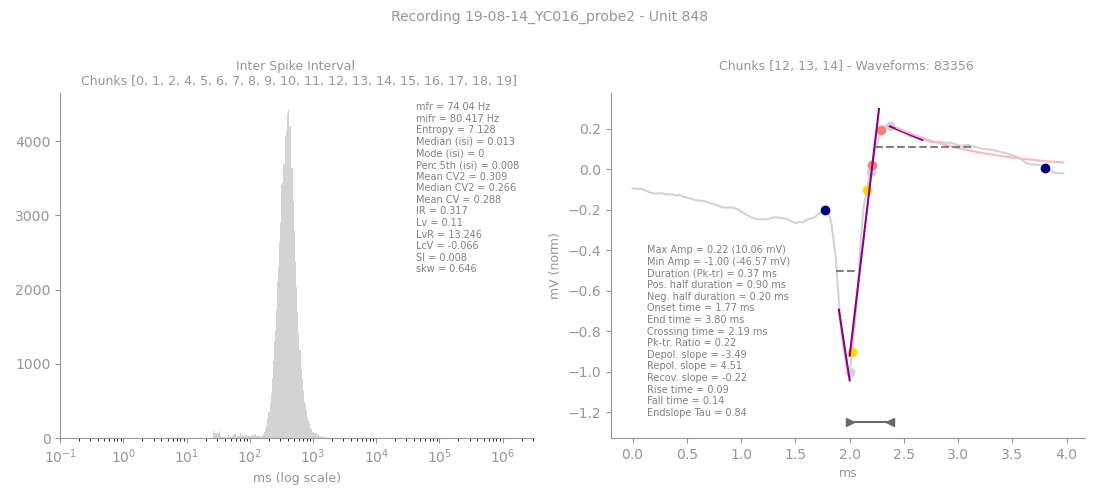 Recording 19-08-14_YC016_probe2 - Unit 848
Inter Spike Interval
Chunks [0, 1, 2, 4, 5, 6, 7, 8, 9, 10, 11, 12, 13, 14, 15, 16, 17, 18, 19]
mfr = 74.04 Hz
mifr = 80.417 Hz
Entropy = 7.128
Median (isi) = 0.013
Mode (isi) = 0
Perc 5th (isi) = 0.008
Mean CV2 = 0.309
Median CV2 = 0.266
Mean CV = 0.288
IR = 0.317
Lv = 0.11
LvR = 13.246
LcV = -0.066
SI = 0.008
skw = 0.646
4000
3000
2000
1000
0
10⁻¹ 10⁰ 10¹ 10² 10³ 10⁴ 10⁵ 10⁶
ms (log scale)
Chunks [12, 13, 14] - Waveforms: 83356
mV (norm)
0.2
0.0
−0.2
−0.4
−0.6
−0.8
−1.0
−1.2
Max Amp = 0.22 (10.06 mV)
Min Amp = -1.00 (-46.57 mV)
Duration (Pk-tr) = 0.37 ms
Pos. half duration = 0.90 ms
Neg. half duration = 0.20 ms
Onset time = 1.77 ms
End time = 3.80 ms
Crossing time = 2.19 ms
Pk-tr. Ratio = 0.22
Depol. slope = -3.49
Repol. slope = 4.51
Recov. slope = -0.22
Rise time = 0.09
Fall time = 0.14
Endslope Tau = 0.84
0.0 0.5 1.0 1.5 2.0 2.5 3.0 3.5 4.0
ms